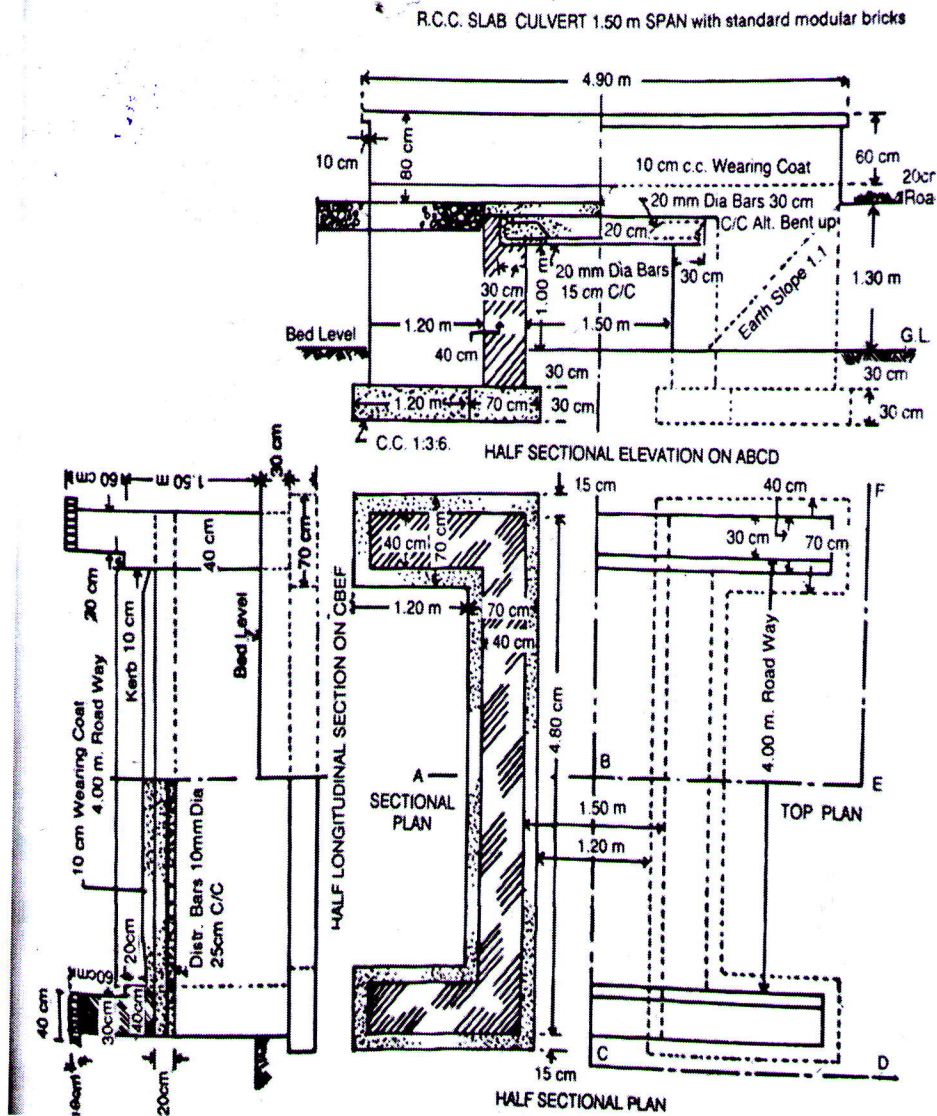 R.C.C. SLAB CULVERT 1.50 m SPAN with standard modular bricks
4.90 m
10 cm
80 cm
10 cm c.c. Wearing Coat
60 cm
20 mm Dia Bars 30 cm
C/C Alt. Bent up
20 cm
20 mm Dia Bars
15 cm C/C
30 cm
30 cm
1.00 m
Earth Slope 1:1
1.30 m
Bed Level
1.20 m
1.50 m
G.L.
40 cm
30 cm
30 cm
1.20 m
70 cm
30 cm
30 cm
C.C. 1:3:6.
HALF SECTIONAL ELEVATION ON ABCD
60 cm
1.50 m
30 cm
40 cm
70 cm
20 cm
Kerb 10 cm
4.00 m. Road Way
10 cm Wearing Coat
Bed Level
Distr. Bars 10mm Dia
25cm C/C
60cm
20cm
40 cm
30cm
40cm
20cm
HALF LONGITUDINAL SECTION ON CBEF
15 cm
40 cm
F
40 cm
70 cm
30 cm
70 cm
1.20 m
70 cm
40 cm
4.80 cm
4.00 m. Road Way
A
B
E
SECTIONAL
PLAN
1.50 m
TOP PLAN
1.20 m
C
D
15 cm
HALF SECTIONAL PLAN